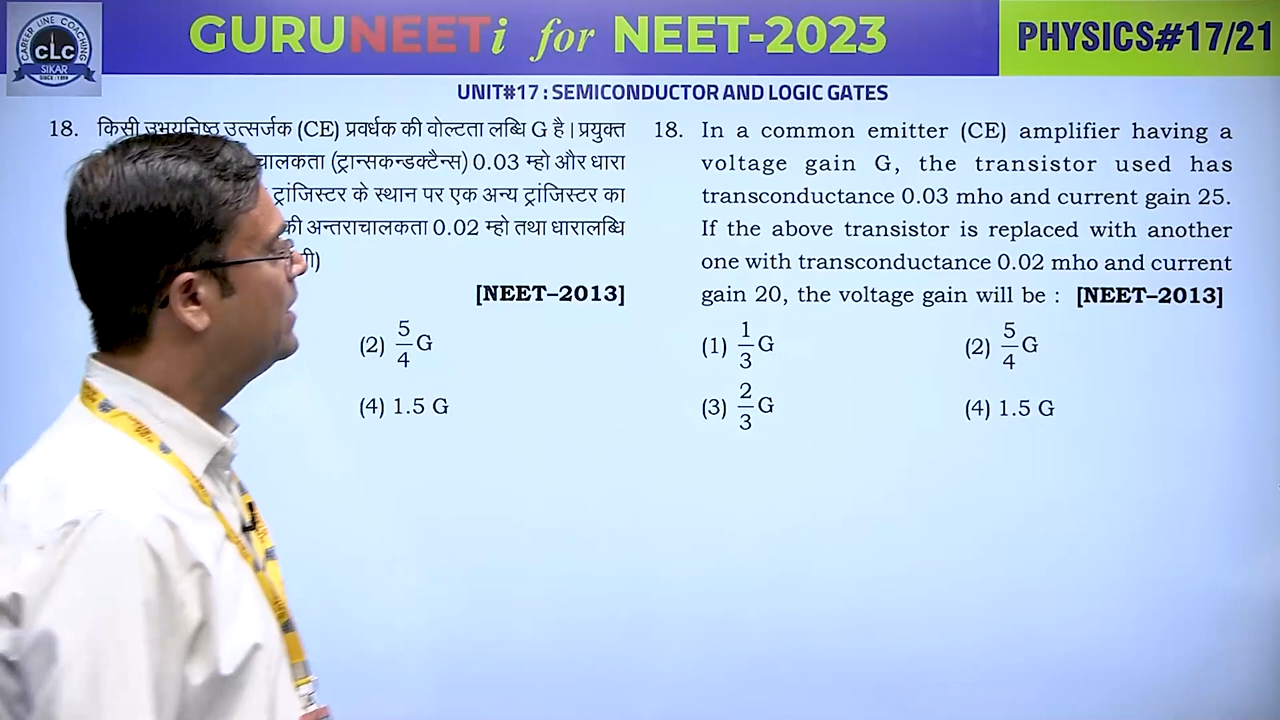 CAREER LINE COACHING
CLC
SIKAR
SINCE : 1996
GURUNEETi for NEET-2023
PHYSICS#17/21
UNIT#17 : SEMICONDUCTOR AND LOGIC GATES
18. किसी उभयनिष्ठ उत्सर्जक (CE) प्रवर्धक की वोल्टता लब्धि G है। प्रयुक्त
चालकता (ट्रान्सकन्डक्टैन्स) 0.03 म्हो और धारा
ट्रांजिस्टर के स्थान पर एक अन्य ट्रांजिस्टर का
की अन्तराचालकता 0.02 म्हो तथा धारालब्धि
गी)
[NEET–2013]
(2) 5/4 G
(4) 1.5 G
18. In a common emitter (CE) amplifier having a
voltage gain G, the transistor used has
transconductance 0.03 mho and current gain 25.
If the above transistor is replaced with another
one with transconductance 0.02 mho and current
gain 20, the voltage gain will be : [NEET–2013]
(1) 1/3 G (2) 5/4 G
(3) 2/3 G (4) 1.5 G